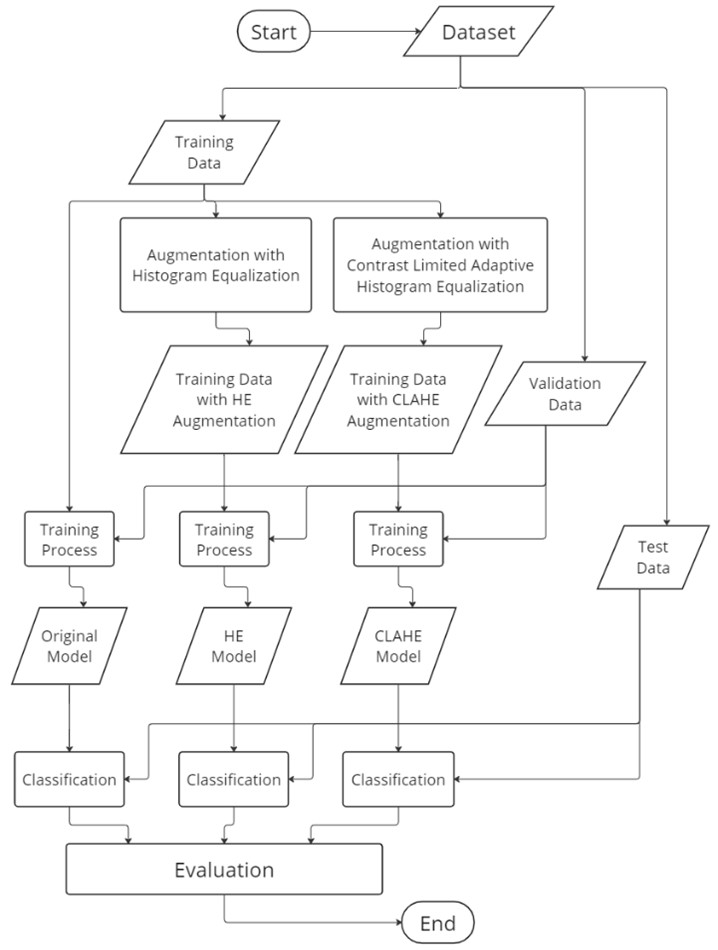 Start
Dataset
Training
Data
Augmentation with
Histogram Equalization
Augmentation with
Contrast Limited Adaptive
Histogram Equalization
Training Data
with HE
Augmentation
Training Data
with CLAHE
Augmentation
Validation
Data
Training
Process
Training
Process
Training
Process
Test
Data
Original
Model
HE
Model
CLAHE
Model
Classification
Classification
Classification
Evaluation
End